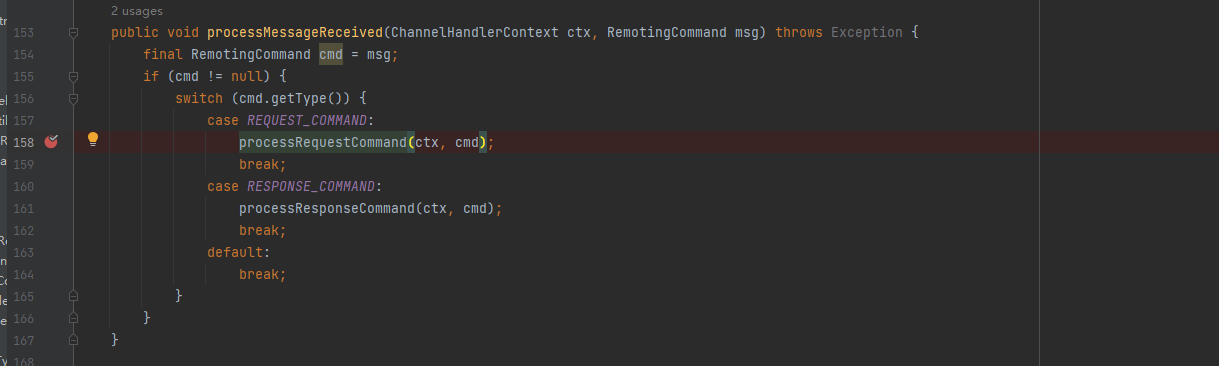 2 usages
tr
153 public void processMessageReceived(ChannelHandlerContext ctx, RemotingCommand msg) throws Exception {
154 final RemotingCommand cmd = msg;
155 if (cmd != null) {
156 switch (cmd.getType()) {
157 case REQUEST_COMMAND:
158 processRequestCommand(ctx, cmd);
159 break;
160 case RESPONSE_COMMAND:
161 processResponseCommand(ctx, cmd);
162 break;
163 default:
164 break;
165 }
166 }
167 }
168